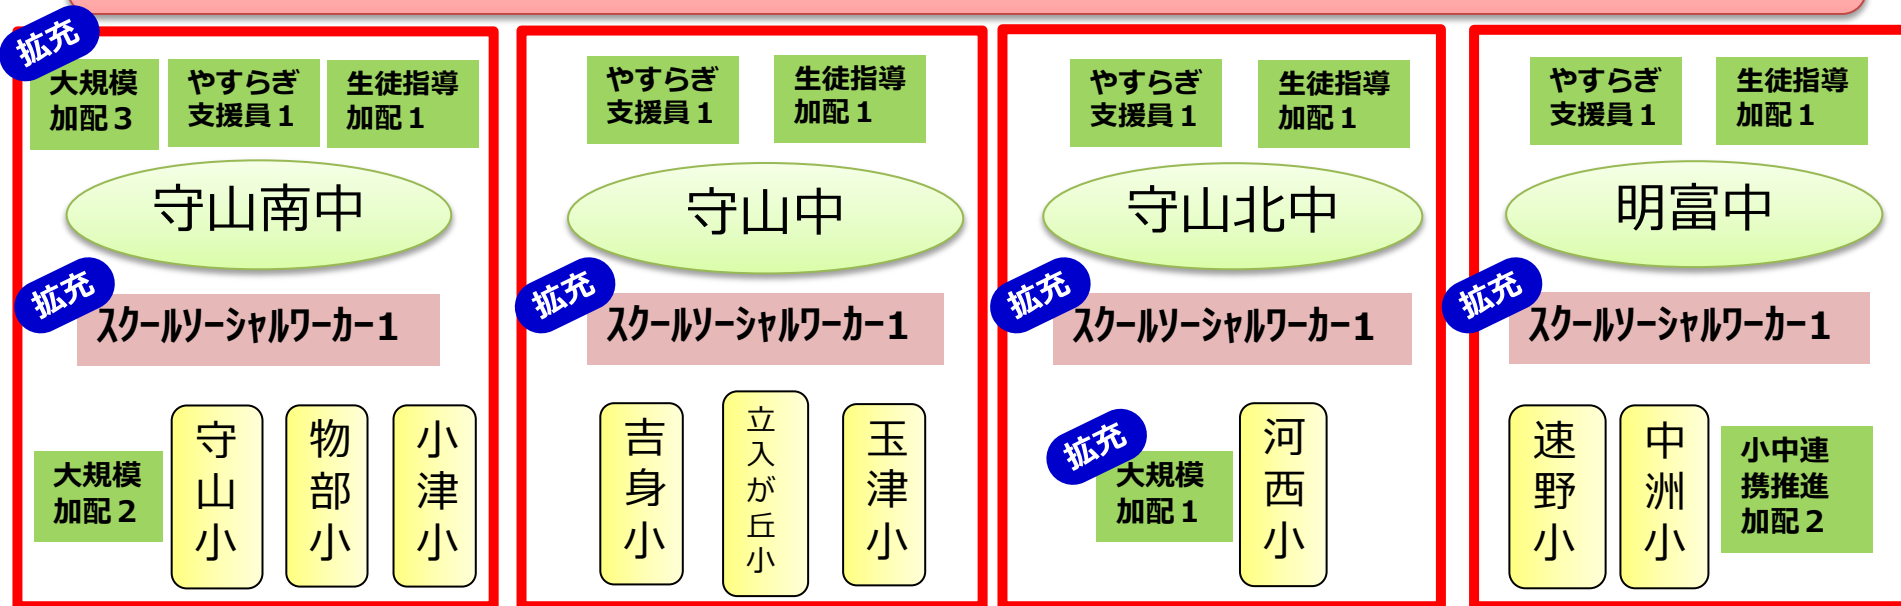 拡充
大規模
加配３
やすらぎ
支援員１
生徒指導
加配１
守山南中
拡充
スクールソーシャルワーカー1
大規模
加配２
守山小
物部小
小津小
やすらぎ
支援員１
生徒指導
加配１
守山中
拡充
スクールソーシャルワーカー1
吉身小
立入が丘小
玉津小
やすらぎ
支援員１
生徒指導
加配１
守山北中
拡充
スクールソーシャルワーカー1
拡充
大規模
加配１
河西小
やすらぎ
支援員１
生徒指導
加配１
明富中
拡充
スクールソーシャルワーカー1
速野小
中洲小
小中連
携推進
加配２